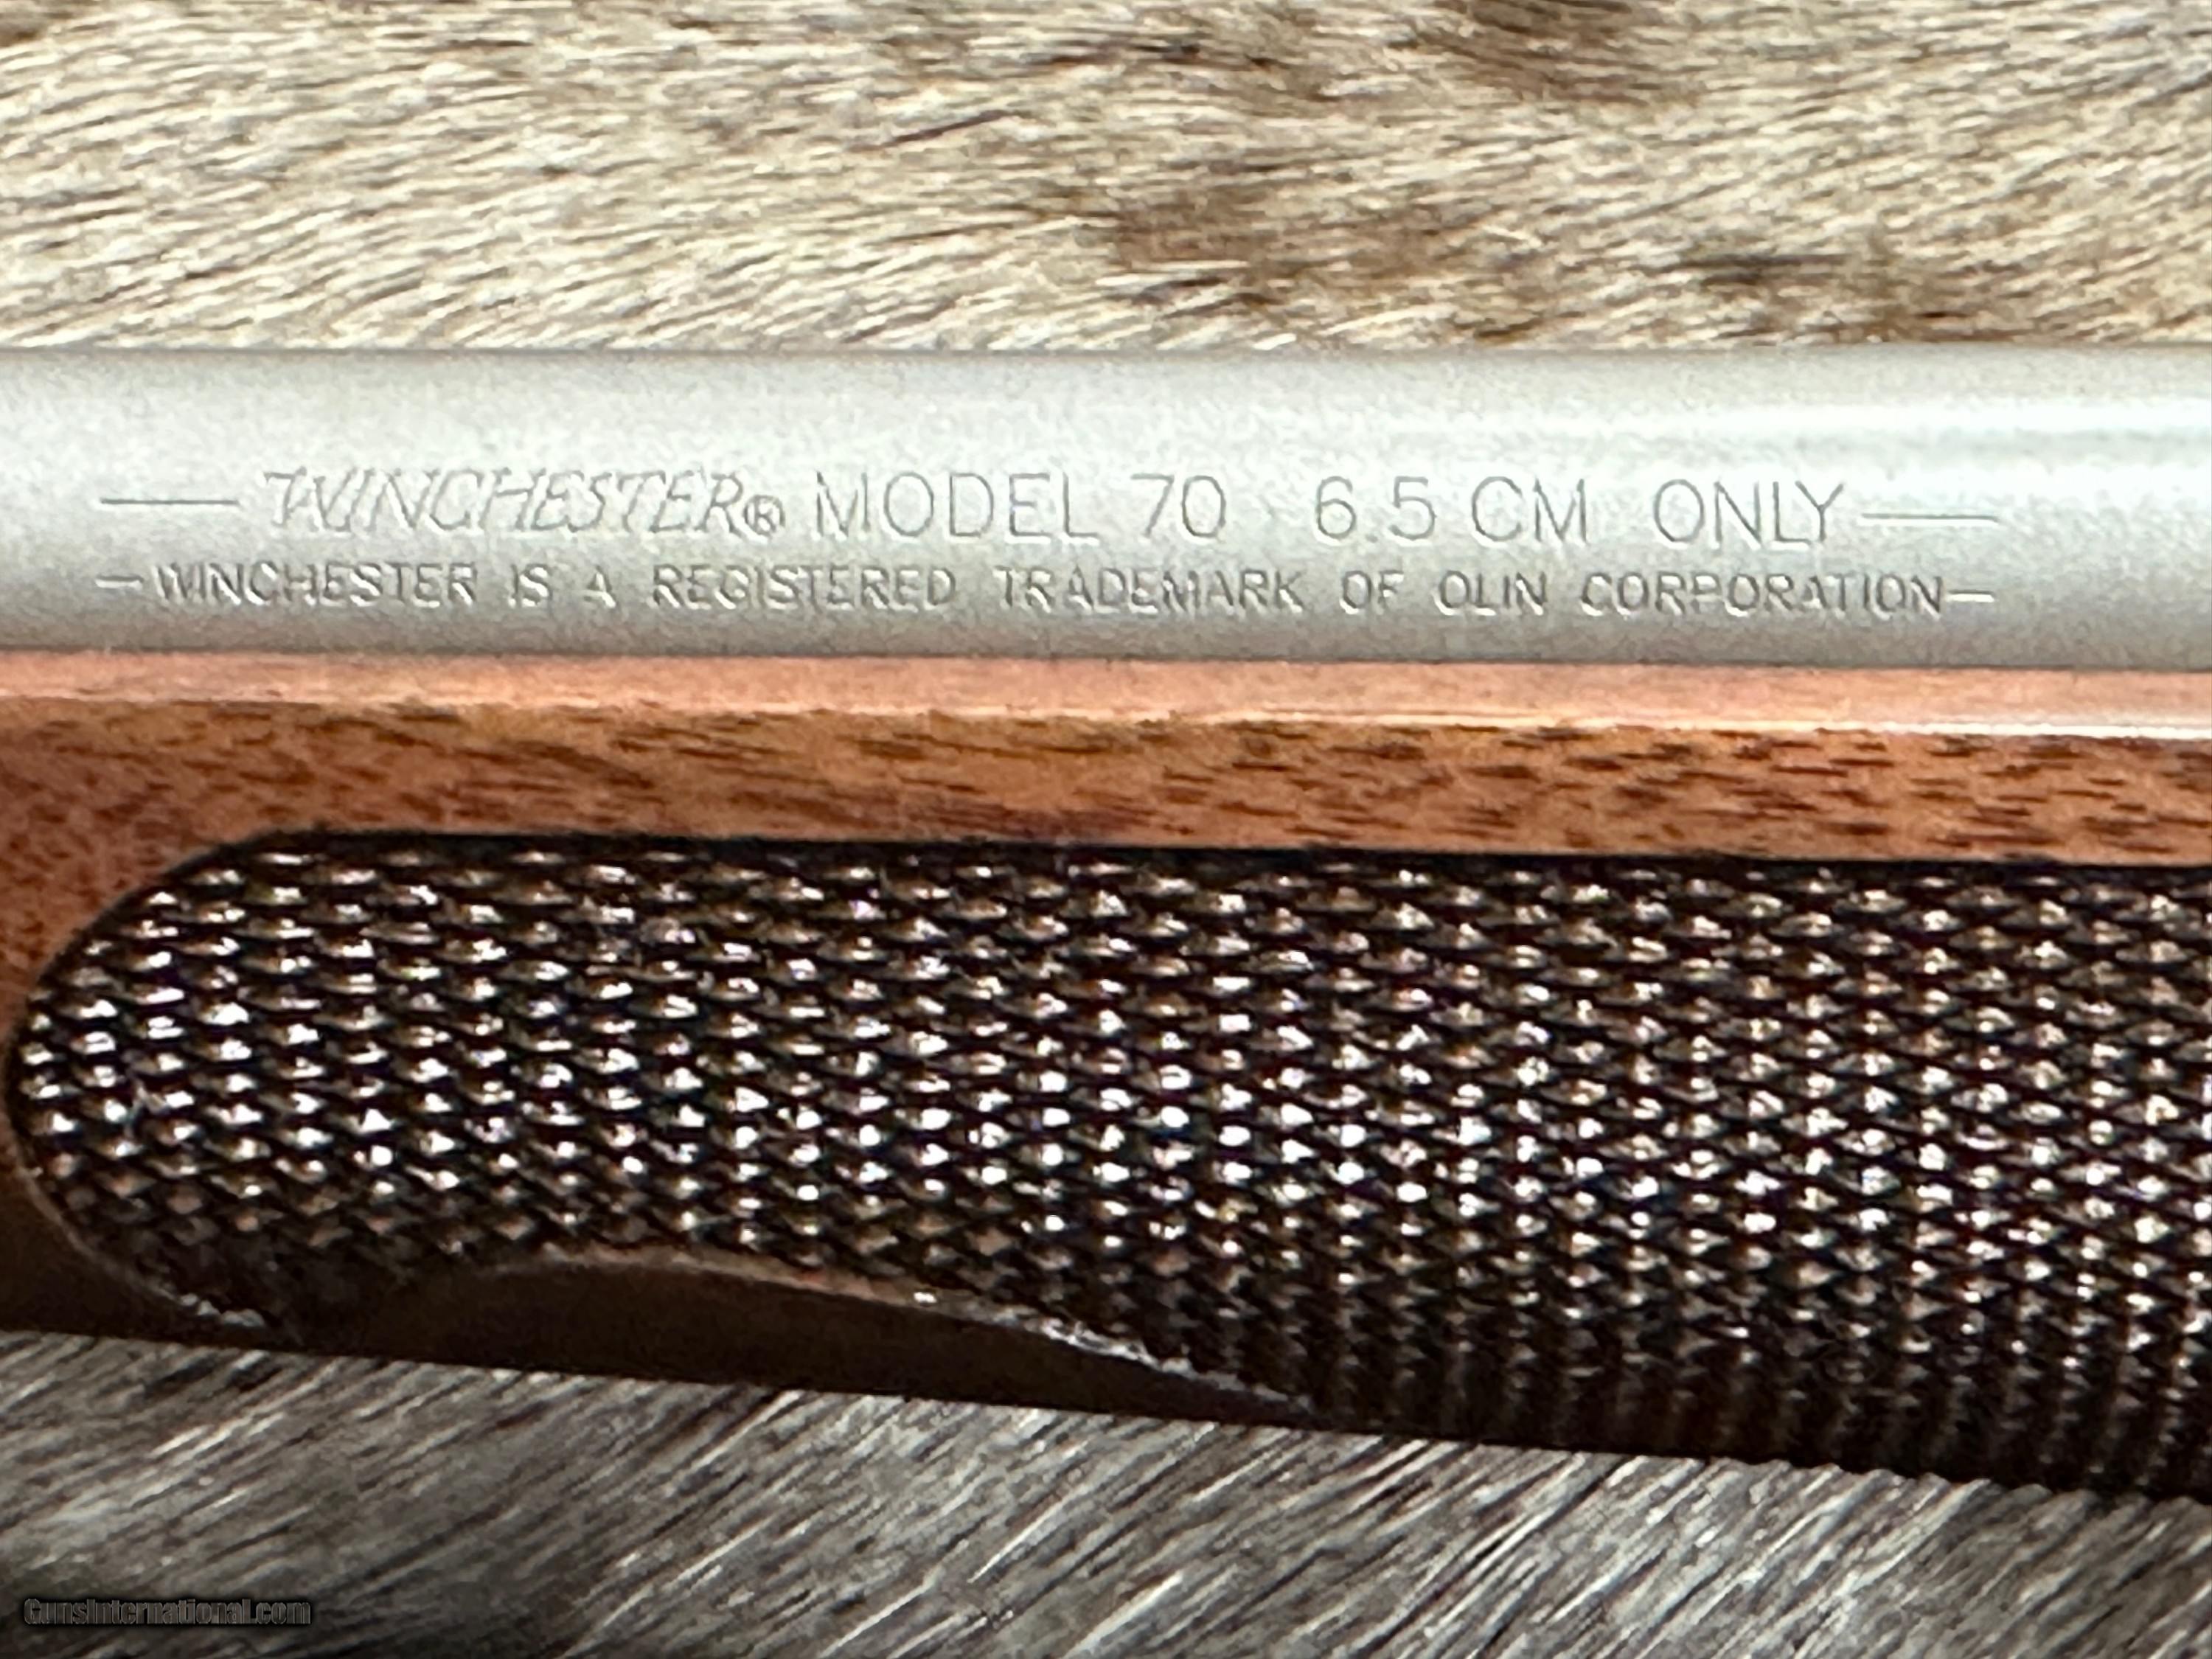 — WINCHESTER® MODEL 70 6.5 CM ONLY —
— WINCHESTER IS A REGISTERED TRADEMARK OF OLIN CORPORATION —
GunsInternational.com